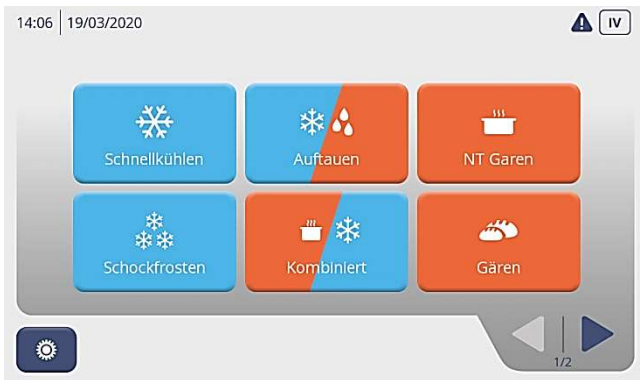 14:06 19/03/2020 IV
Schnellkühlen Auftauen NT Garen
Schockfrosten Kombiniert Gären
1/2